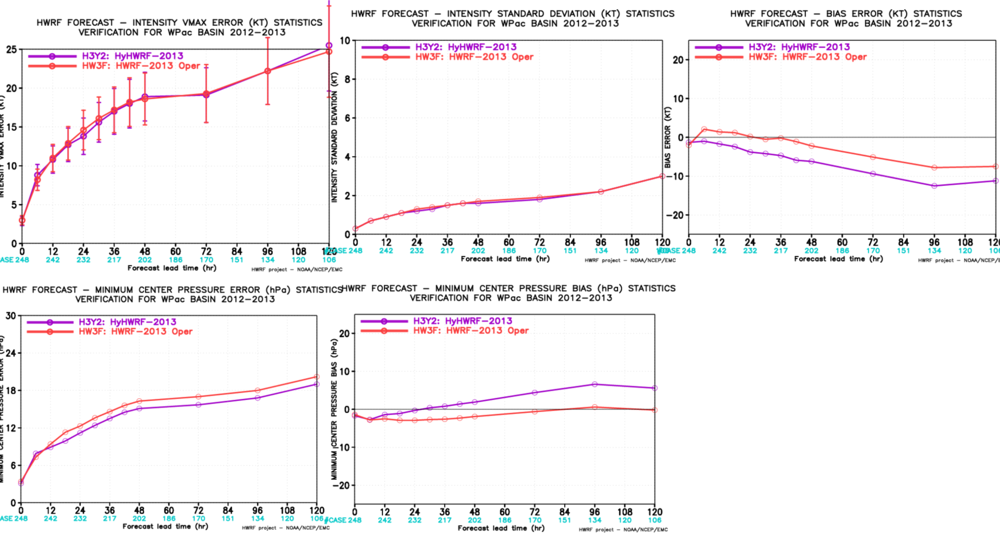 HWRF FORECAST – INTENSITY VMAX ERROR (KT) STATISTICS
VERIFICATION FOR WPac BASIN 2012–2013
H3Y2: HyHWRF–2013
HW3F: HWRF–2013 Oper
INTENSITY VMAX ERROR (KT)
25
20
15
10
5
0
0 12 24 36 48 60 72 84 96 108 120
ASE 248 242 232 217 202 186 170 151 134 120 106
Forecast lead time (hr)
HWRF project – NOAA/NCEP/EMC
HWRF FORECAST – INTENSITY STANDARD DEVIATION (KT) STATISTICS
VERIFICATION FOR WPac BASIN 2012–2013
H3Y2: HyHWRF–2013
HW3F: HWRF–2013 Oper
INTENSITY STANDARD DEVIATION (KT)
10
8
6
4
2
0
0 12 24 36 48 60 72 84 96 108 120
#CASE 248 242 232 217 202 186 170 151 134 120
Forecast lead time (hr)
HWRF project – NOAA/NCEP/EMC
HWRF FORECAST – BIAS ERROR (KT) STATISTICS
VERIFICATION FOR WPac BASIN 2012–2013
H3Y2: HyHWRF–2013
HW3F: HWRF–2013 Oper
BIAS ERROR (KT)
20
10
0
–10
–20
0 12 24 36 48 60 72 84 96 108 120
#CASE 248 242 232 217 202 186 170 151 134 120 106
Forecast lead time (hr)
HWRF project – NOAA/NCEP/E
HWRF FORECAST – MINIMUM CENTER PRESSURE ERROR (hPa) STATISTICS
VERIFICATION FOR WPac BASIN 2012–2013
H3Y2: HyHWRF–2013
HW3F: HWRF–2013 Oper
MINIMUM CENTER PRESSURE ERROR (hPa)
30
24
18
12
6
0
0 12 24 36 48 60 72 84 96 108 120
ASE 248 242 232 217 202 186 170 151 134 120 106
Forecast lead time (hr)
HWRF project – NOAA/NCEP/EMC
HWRF FORECAST – MINIMUM CENTER PRESSURE BIAS (hPa) STATISTICS
VERIFICATION FOR WPac BASIN 2012–2013
H3Y2: HyHWRF–2013
HW3F: HWRF–2013 Oper
MINIMUM CENTER PRESSURE BIAS (hPa)
20
10
0
–10
–20
0 12 24 36 48 60 72 84 96 108 120
#CASE 248 242 232 217 202 186 170 151 134 120 106
Forecast lead time (hr)
HWRF project – NOAA/NCEP/EMC